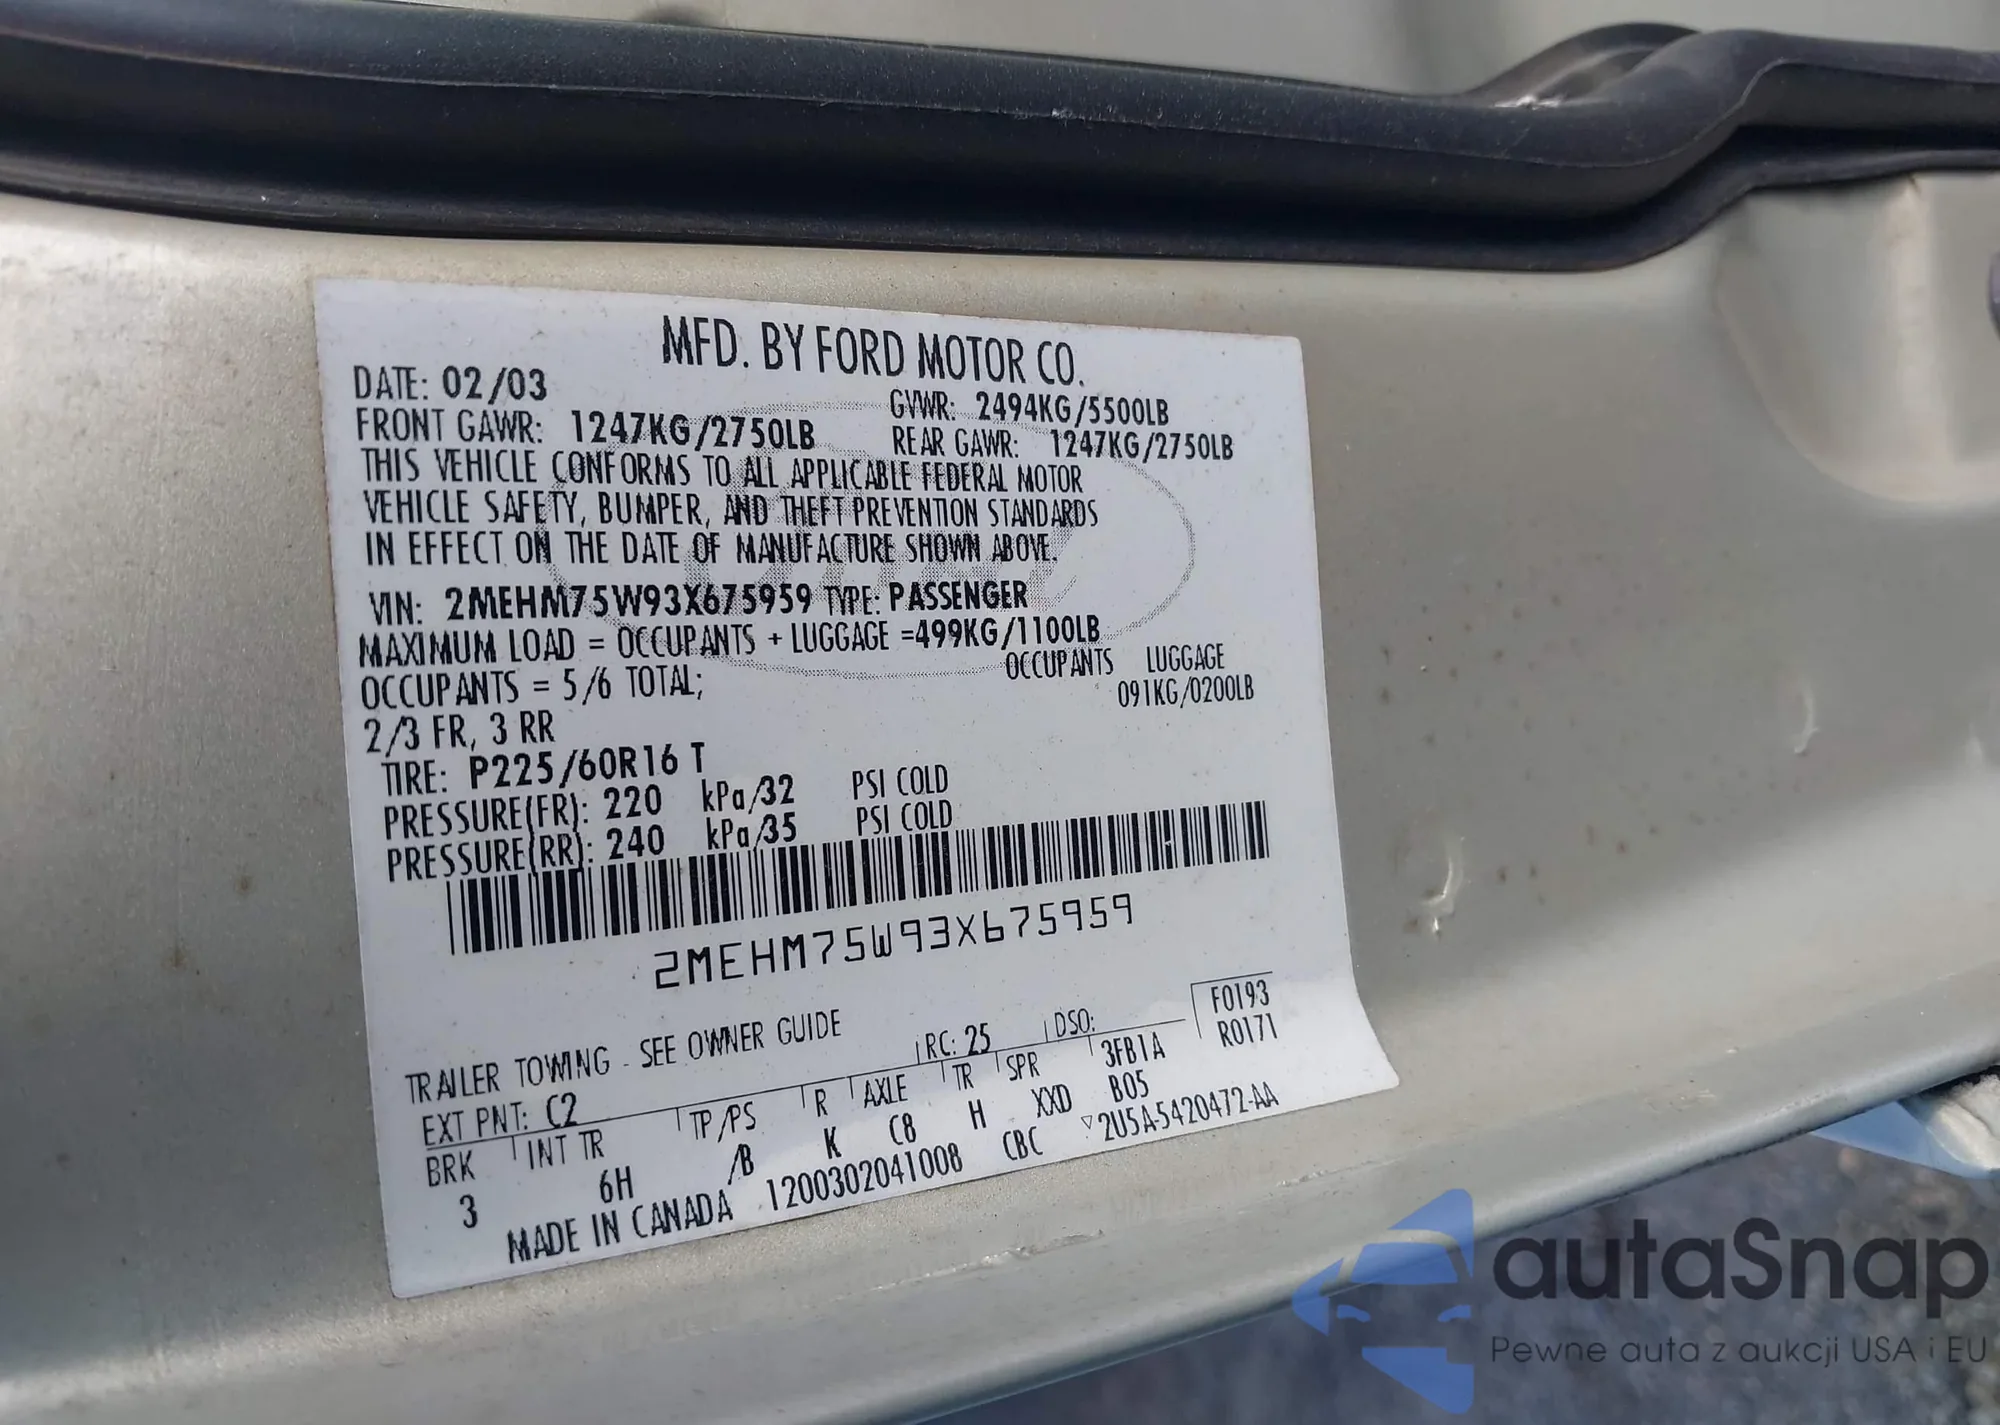 MFD. BY FORD MOTOR CO.
DATE: 02/03
GVWR: 2494KG/5500LB
FRONT GAWR: 1247KG/2750LB
REAR GAWR: 1247KG/2750LB
THIS VEHICLE CONFORMS TO ALL APPLICABLE FEDERAL MOTOR
VEHICLE SAFETY, BUMPER, AND THEFT PREVENTION STANDARDS
IN EFFECT ON THE DATE OF MANUFACTURE SHOWN ABOVE.
VIN: 2MEHM75W93X675959 TYPE: PASSENGER
MAXIMUM LOAD = OCCUPANTS + LUGGAGE =499KG/1100LB
OCCUPANTS LUGGAGE
OCCUPANTS = 5/6 TOTAL;
091KG/0200LB
2/3 FR, 3 RR
TIRE: P225/60R16 T
PRESSURE(FR): 220 kPa/32 PSI COLD
PRESSURE(RR): 240 kPa/35 PSI COLD
2MEHM75W93X675959
TRAILER TOWING - SEE OWNER GUIDE
F0193
RC: 25 DSO:
R0171
EXT PNT: C2
BRK INT TR TP/PS R AXLE TR SPR 3FB1A
3 6H /B K C8 H XXD B05
MADE IN CANADA 1200302041008 CBC ▽2U5A-5420472-AA
autaSnap
Pewne auta z aukcji USA i EU